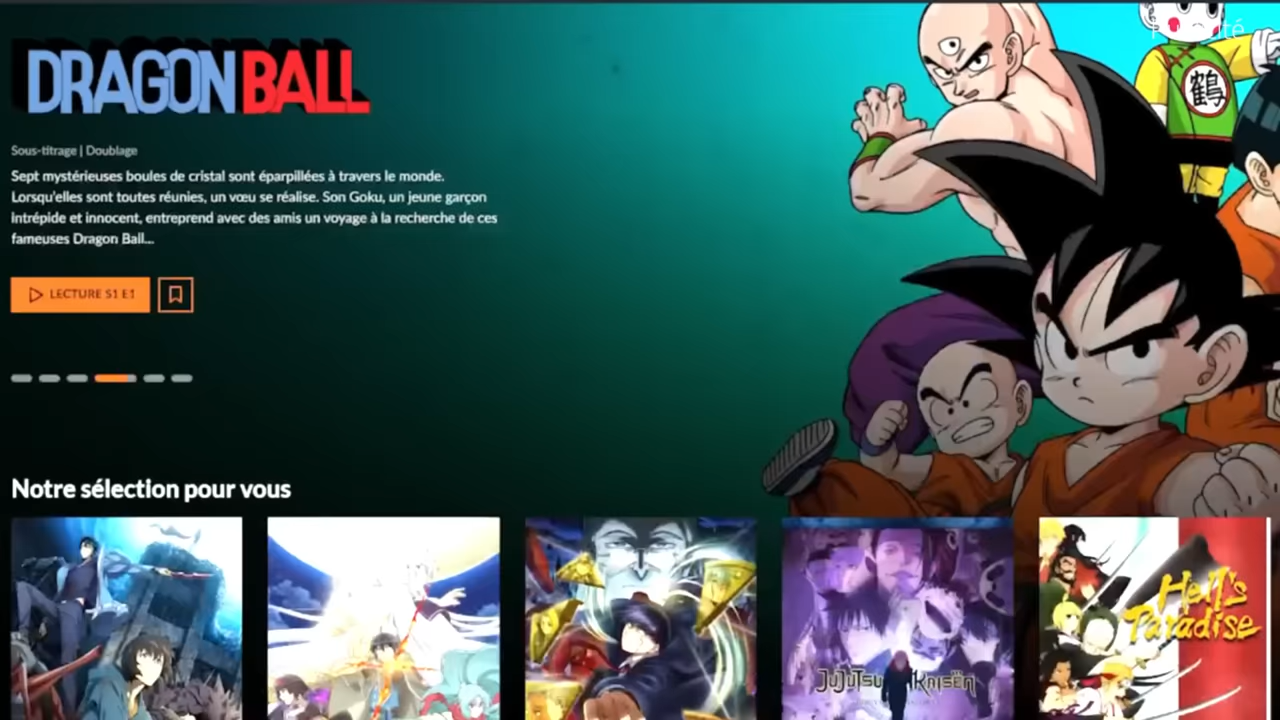 DRAGON BALL
Sous-titrage | Doublage
Sept mystérieuses boules de cristal sont éparpillées à travers le monde.
Lorsqu'elles sont toutes réunies, un vœu se réalise. Son Goku, un jeune garçon
intrépide et innocent, entreprend avec des amis un voyage à la recherche de ces
fameuses Dragon Ball...
LECTURE S1 E1
鶴
Notre sélection pour vous
JUJUTSU KAISEN
Hell's
Paradise